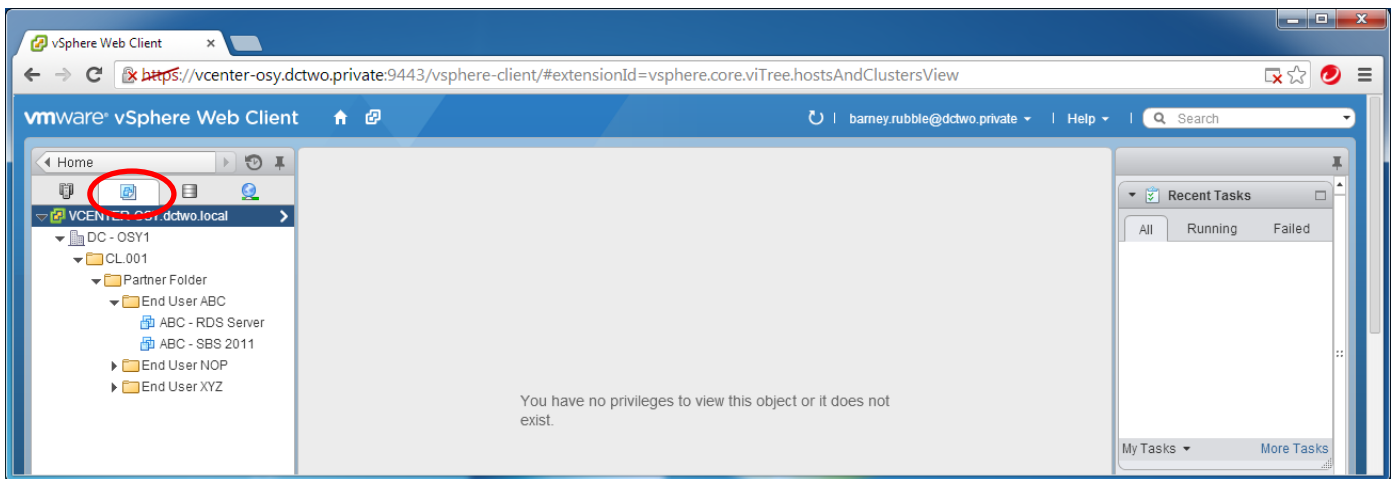 vSphere Web Client
https://vcenter-osy.dctwo.private:9443/vsphere-client/#extensionId=vsphere.core.viTree.hostsAndClustersView
vmware® vSphere Web Client
barney.rubble@dctwo.private
Help
Search
Home
VCENTER-OSY.dctwo.local
DC - OSY1
CL.001
Partner Folder
End User ABC
ABC - RDS Server
ABC - SBS 2011
End User NOP
End User XYZ
You have no privileges to view this object or it does not
exist.
Recent Tasks
All Running Failed
My Tasks More Tasks